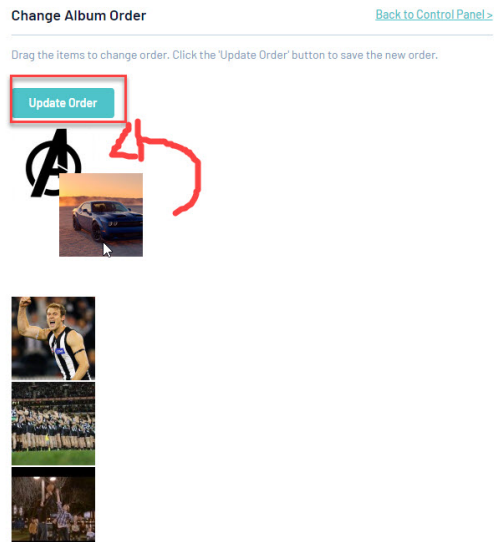 Change Album Order
Back to Control Panel >
Drag the items to change order. Click the 'Update Order' button to save the new order.
Update Order